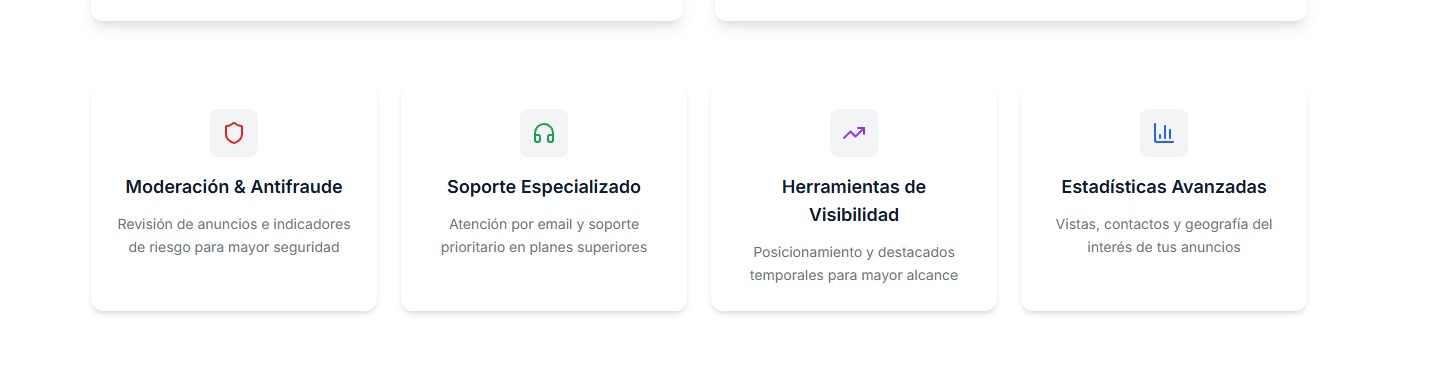 Moderación & Antifraude
Revisión de anuncios e indicadores
de riesgo para mayor seguridad
Soporte Especializado
Atención por email y soporte
prioritario en planes superiores
Herramientas de
Visibilidad
Posicionamiento y destacados
temporales para mayor alcance
Estadísticas Avanzadas
Vistas, contactos y geografía del
interés de tus anuncios